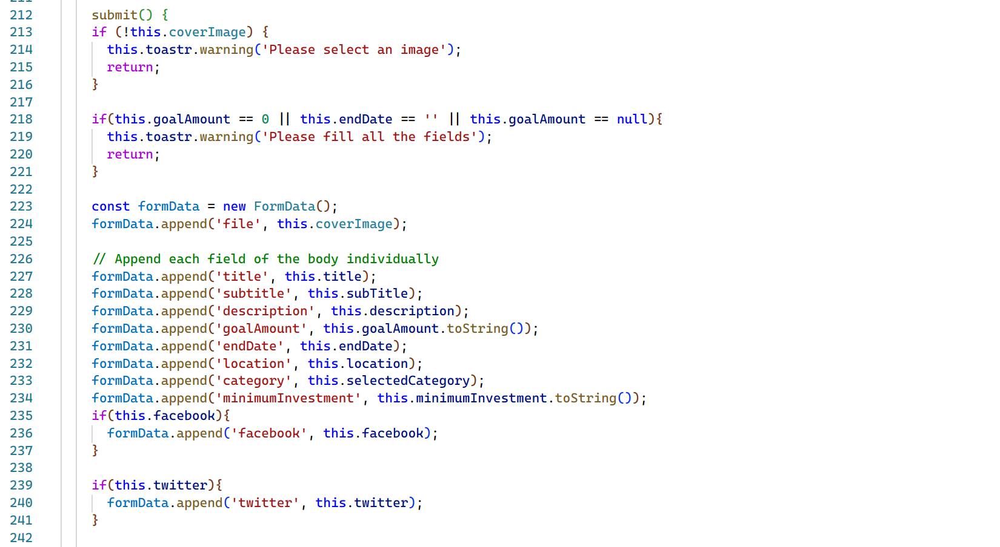 212 submit() {
213 if (!this.coverImage) {
214 this.toastr.warning('Please select an image');
215 return;
216 }
217
218 if(this.goalAmount == 0 || this.endDate == '' || this.goalAmount == null){
219 this.toastr.warning('Please fill all the fields');
220 return;
221 }
222
223 const formData = new FormData();
224 formData.append('file', this.coverImage);
225
226 // Append each field of the body individually
227 formData.append('title', this.title);
228 formData.append('subtitle', this.subTitle);
229 formData.append('description', this.description);
230 formData.append('goalAmount', this.goalAmount.toString());
231 formData.append('endDate', this.endDate);
232 formData.append('location', this.location);
233 formData.append('category', this.selectedCategory);
234 formData.append('minimumInvestment', this.minimumInvestment.toString());
235 if(this.facebook){
236 formData.append('facebook', this.facebook);
237 }
238
239 if(this.twitter){
240 formData.append('twitter', this.twitter);
241 }
242